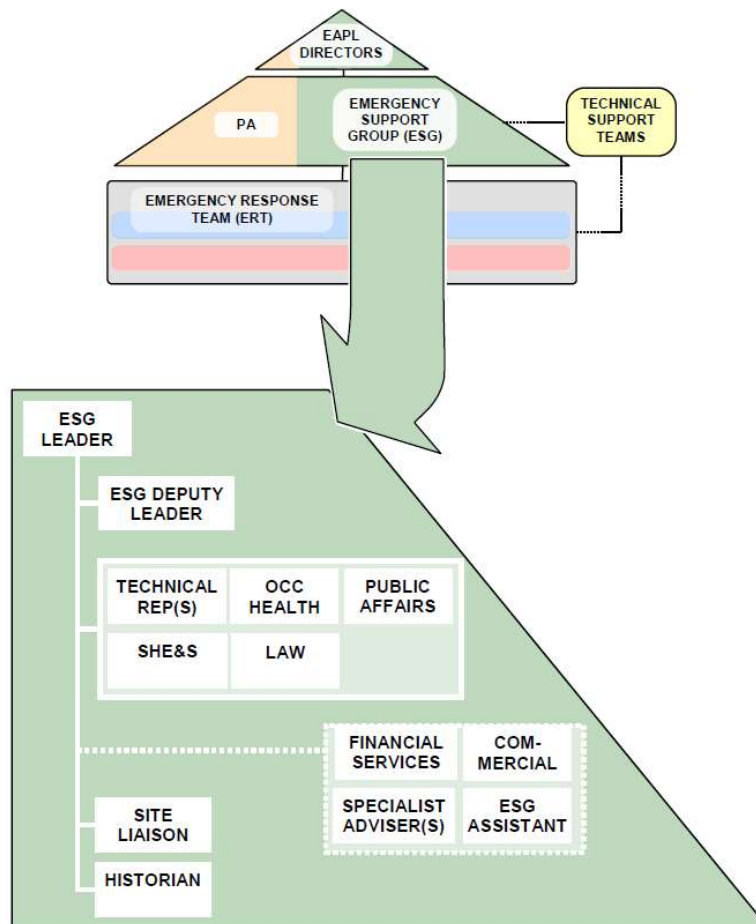 EAPL
DIRECTORS
PA
EMERGENCY
SUPPORT
GROUP (ESG)
TECHNICAL
SUPPORT
TEAMS
EMERGENCY RESPONSE
TEAM (ERT)
ESG
LEADER
ESG DEPUTY
LEADER
TECHNICAL
REP(S)
OCC
HEALTH
PUBLIC
AFFAIRS
SHE&S
LAW
FINANCIAL
SERVICES
COM-
MERCIAL
SPECIALIST
ADVISER(S)
ESG
ASSISTANT
SITE
LIAISON
HISTORIAN